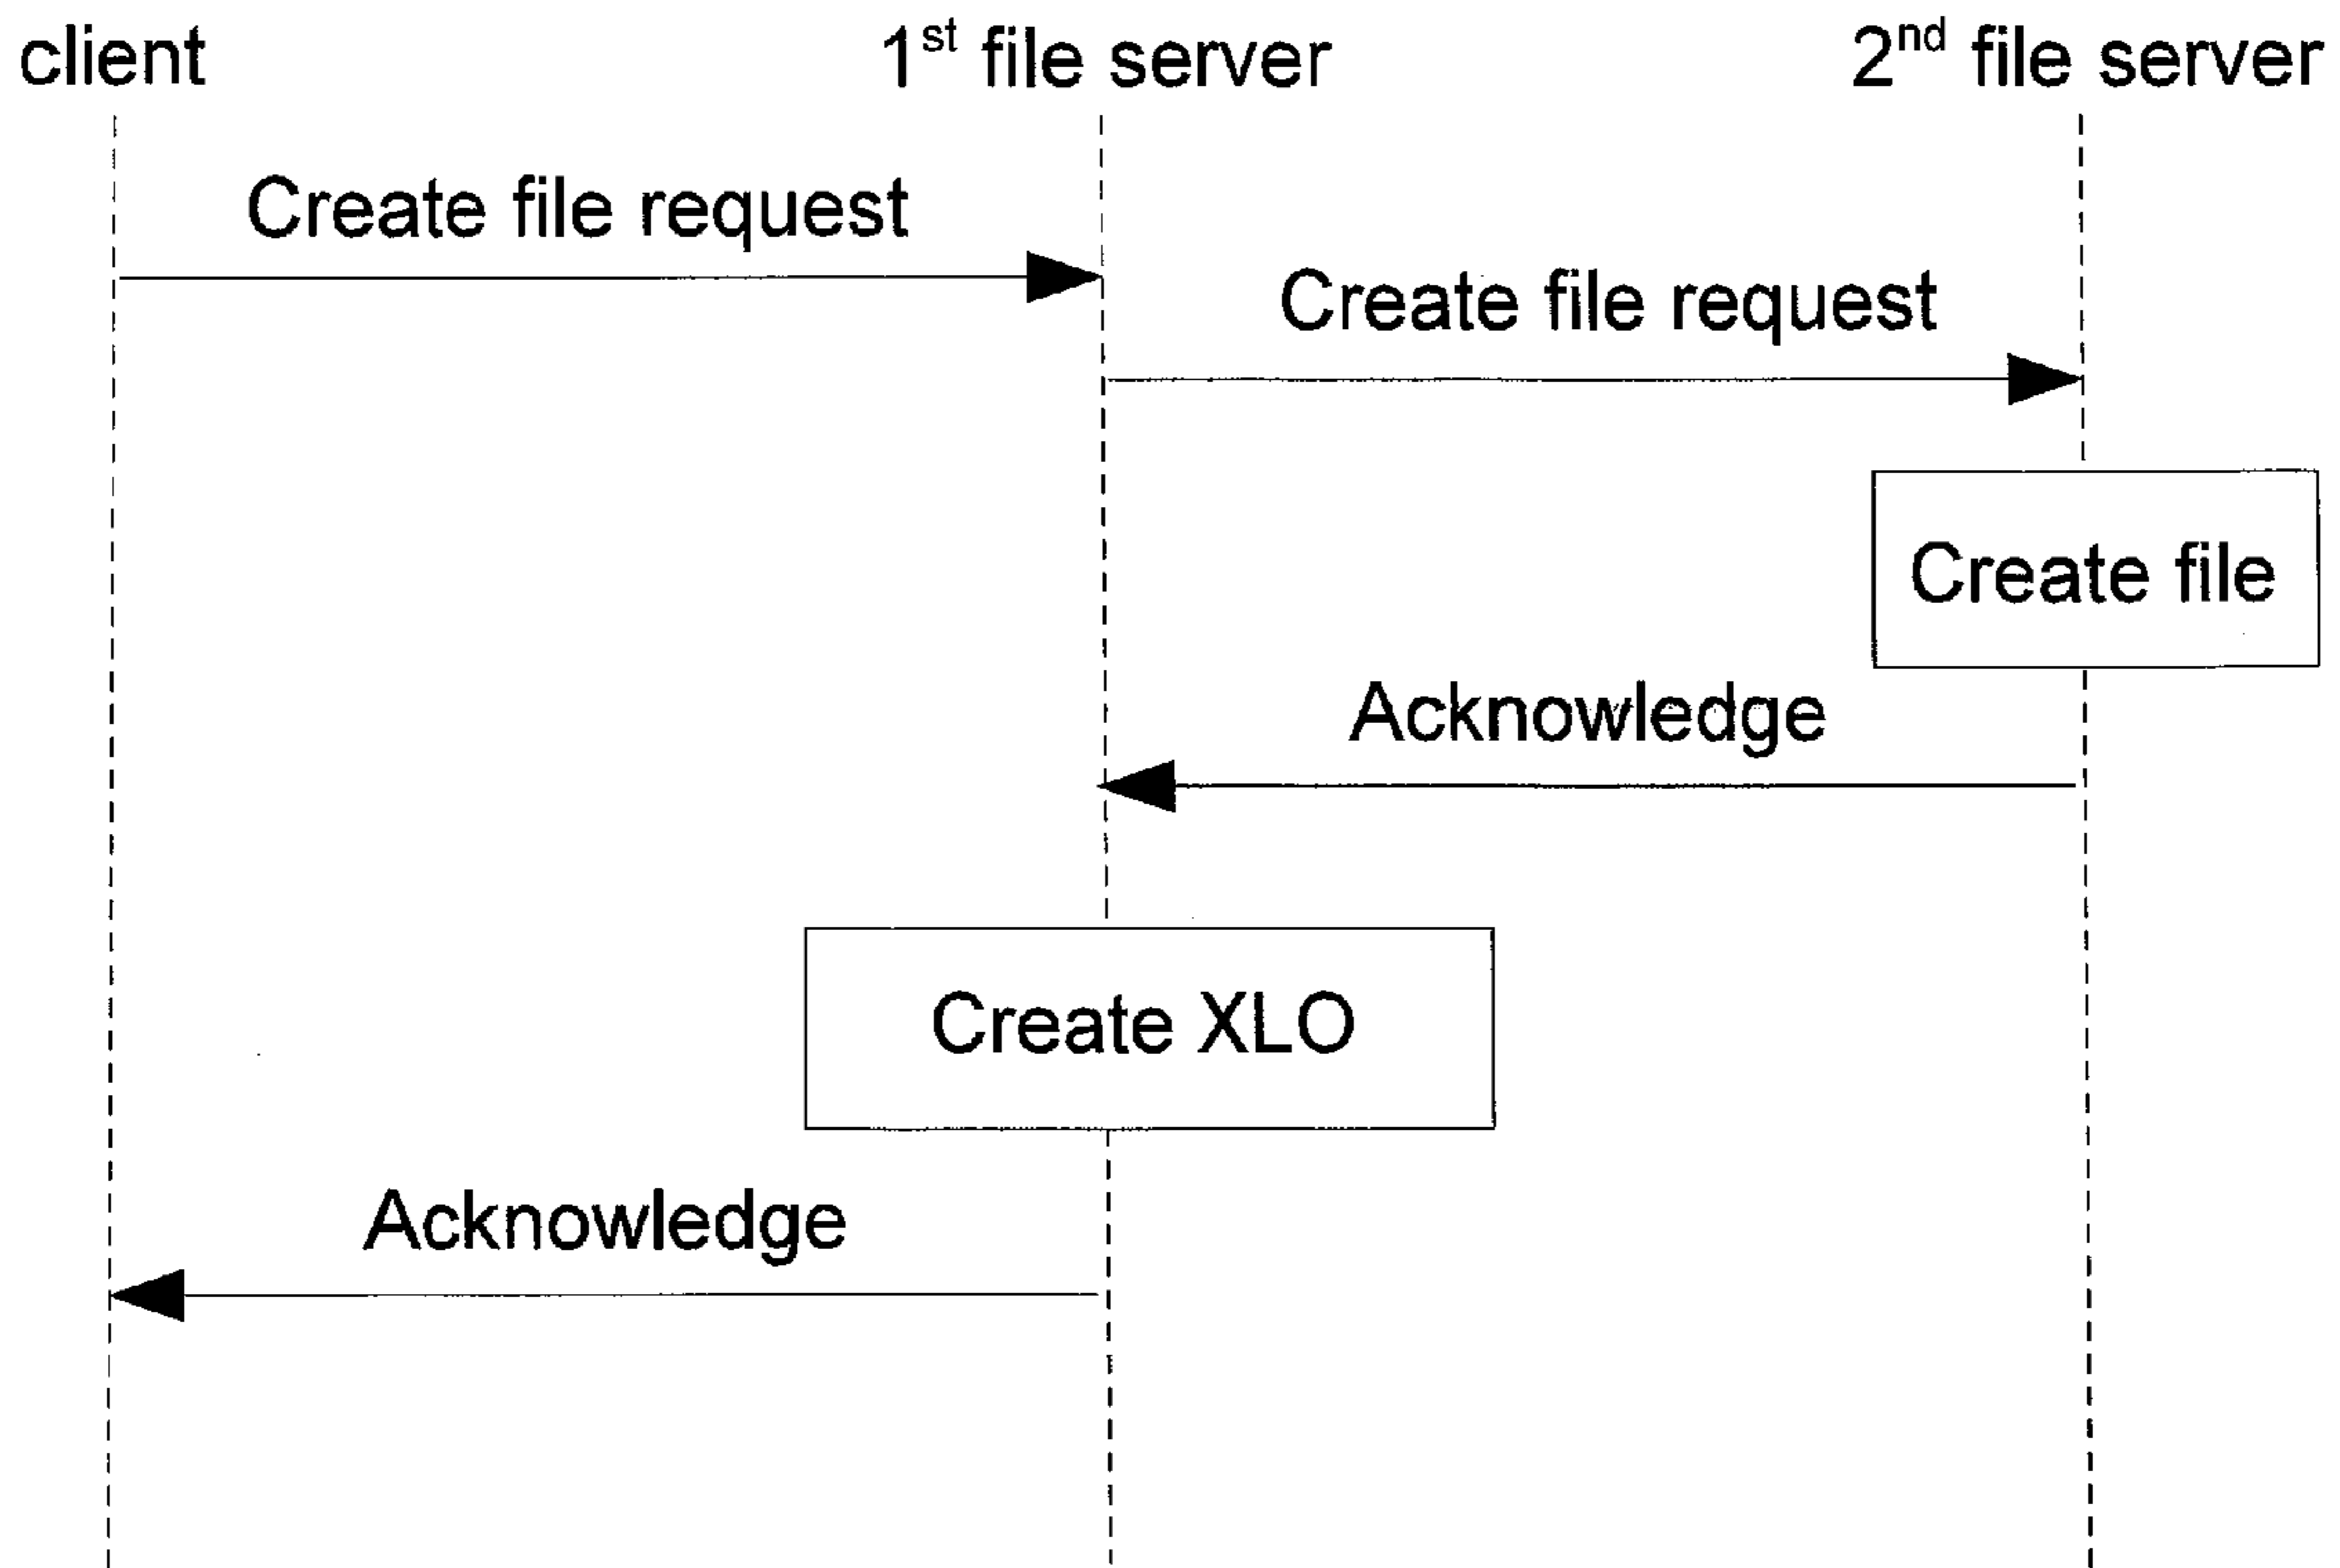 client
1st file server
2nd file server
Create file request
Create file request
Create file
Acknowledge
Create XLO
Acknowledge